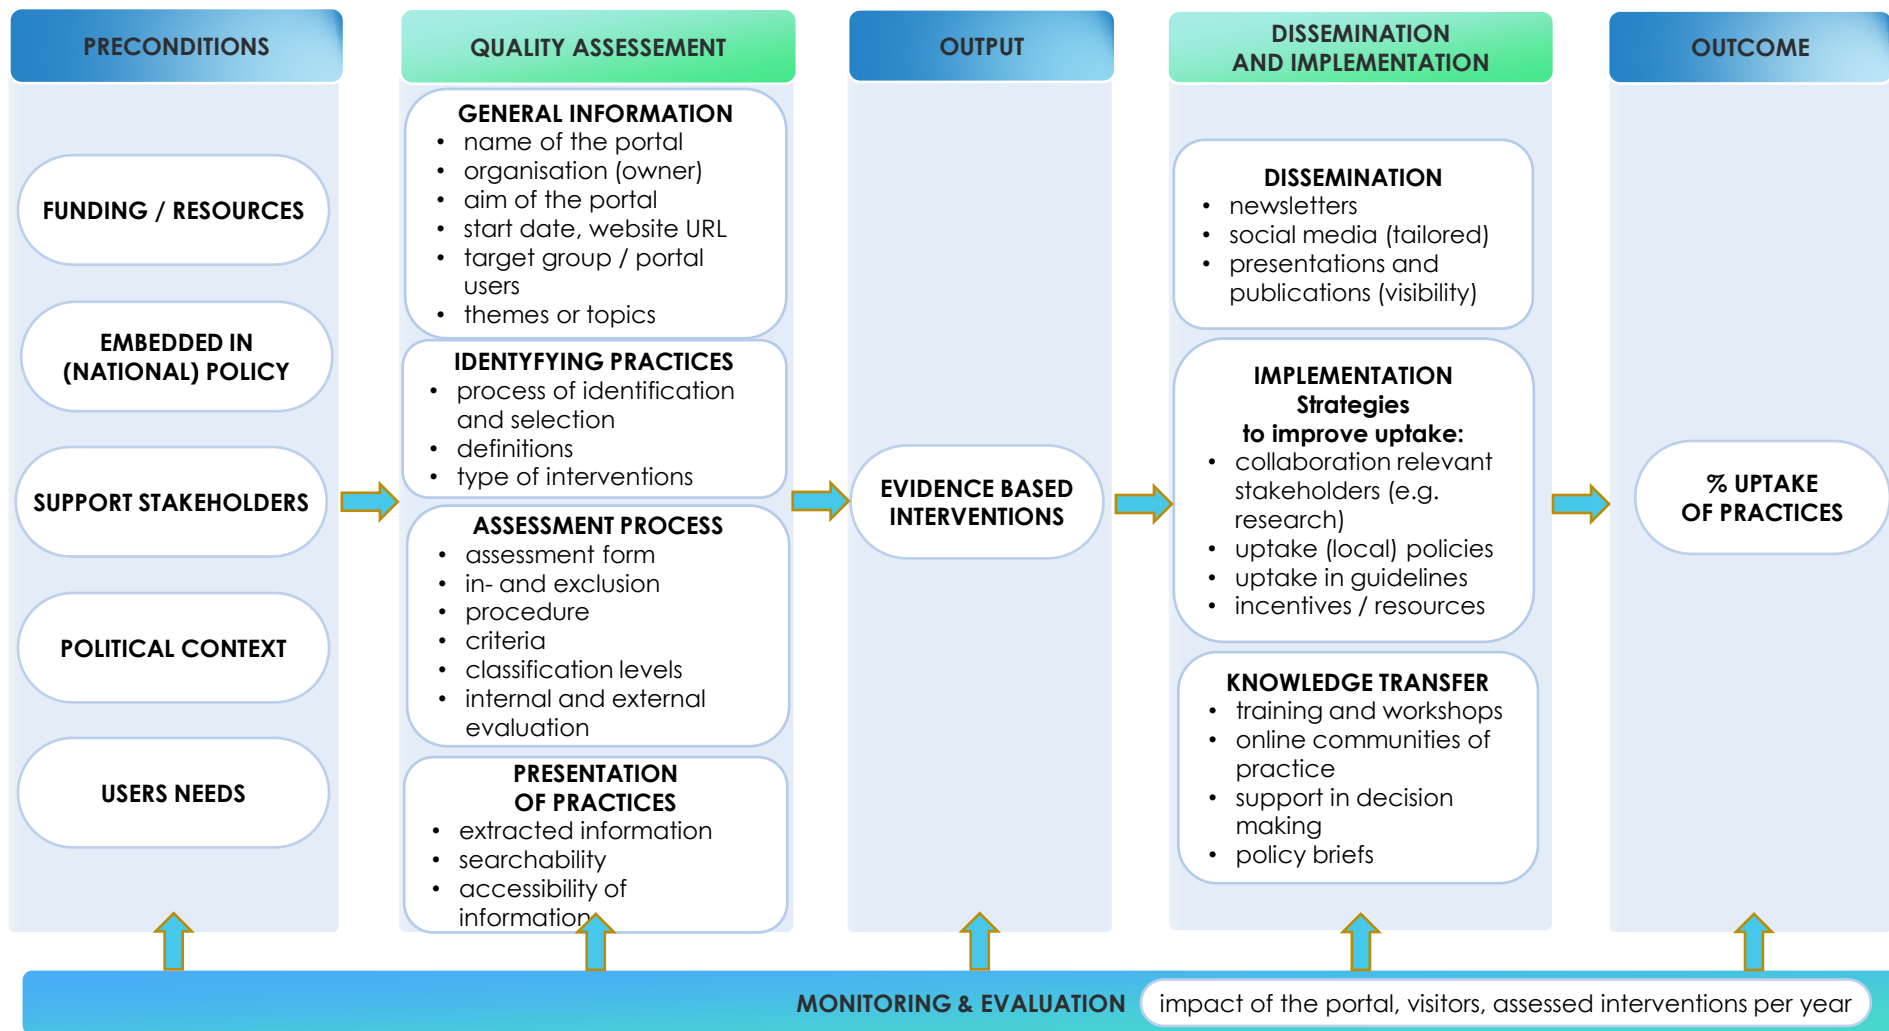 PRECONDITIONS
FUNDING / RESOURCES
EMBEDDED IN
(NATIONAL) POLICY
SUPPORT STAKEHOLDERS
POLITICAL CONTEXT
USERS NEEDS
QUALITY ASSESSEMENT
GENERAL INFORMATION
• name of the portal
• organisation (owner)
• aim of the portal
• start date, website URL
• target group / portal
users
• themes or topics
IDENTYFYING PRACTICES
• process of identification
and selection
• definitions
• type of interventions
ASSESSMENT PROCESS
• assessment form
• in- and exclusion
• procedure
• criteria
• classification levels
• internal and external
evaluation
PRESENTATION
OF PRACTICES
• extracted information
• searchability
• accessibility of
information
OUTPUT
EVIDENCE BASED
INTERVENTIONS
DISSEMINATION
AND IMPLEMENTATION
DISSEMINATION
• newsletters
• social media (tailored)
• presentations and
publications (visibility)
IMPLEMENTATION
Strategies
to improve uptake:
• collaboration relevant
stakeholders (e.g.
research)
• uptake (local) policies
• uptake in guidelines
• incentives / resources
KNOWLEDGE TRANSFER
• training and workshops
• online communities of
practice
• support in decision
making
• policy briefs
OUTCOME
% UPTAKE
OF PRACTICES
MONITORING & EVALUATION
impact of the portal, visitors, assessed interventions per year